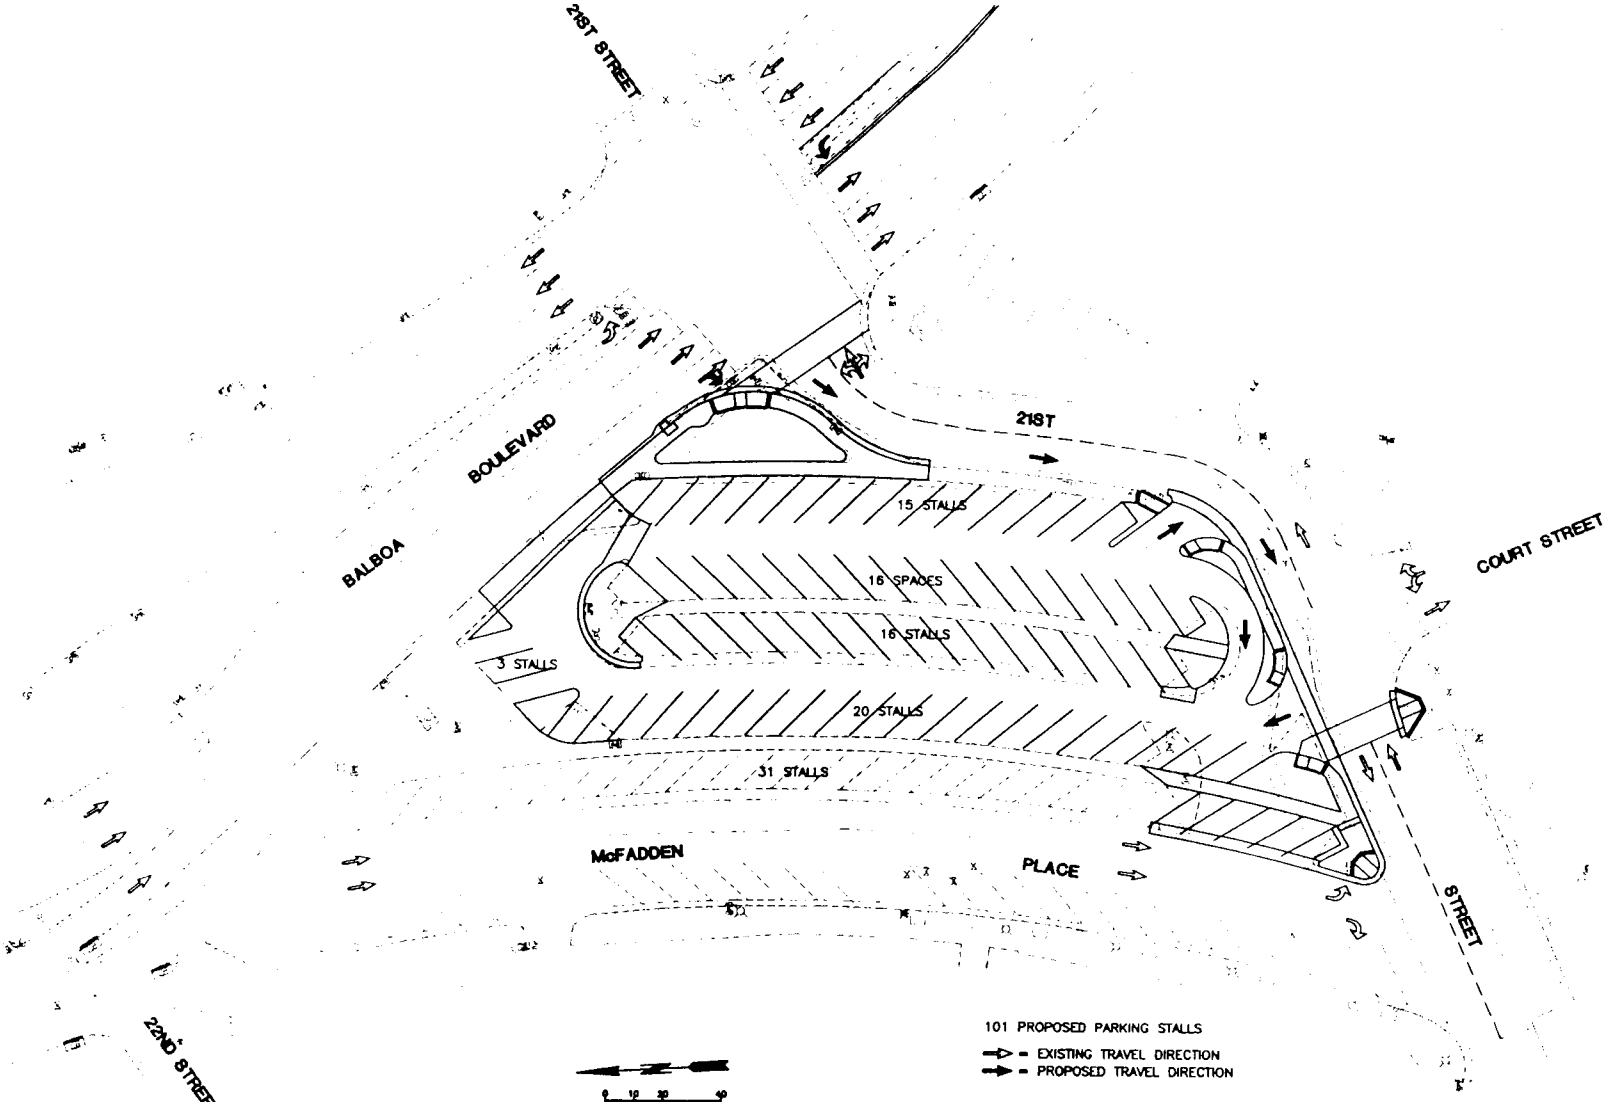 21ST STREET
BOULEVARD
BALBOA
21ST
COURT STREET
15 STALLS
16 SPACES
16 STALLS
3 STALLS
20 STALLS
31 STALLS
McFADDEN
PLACE
STREET
22ND STREE
101 PROPOSED PARKING STALLS
- EXISTING TRAVEL DIRECTION
- PROPOSED TRAVEL DIRECTION
0 10 20 40